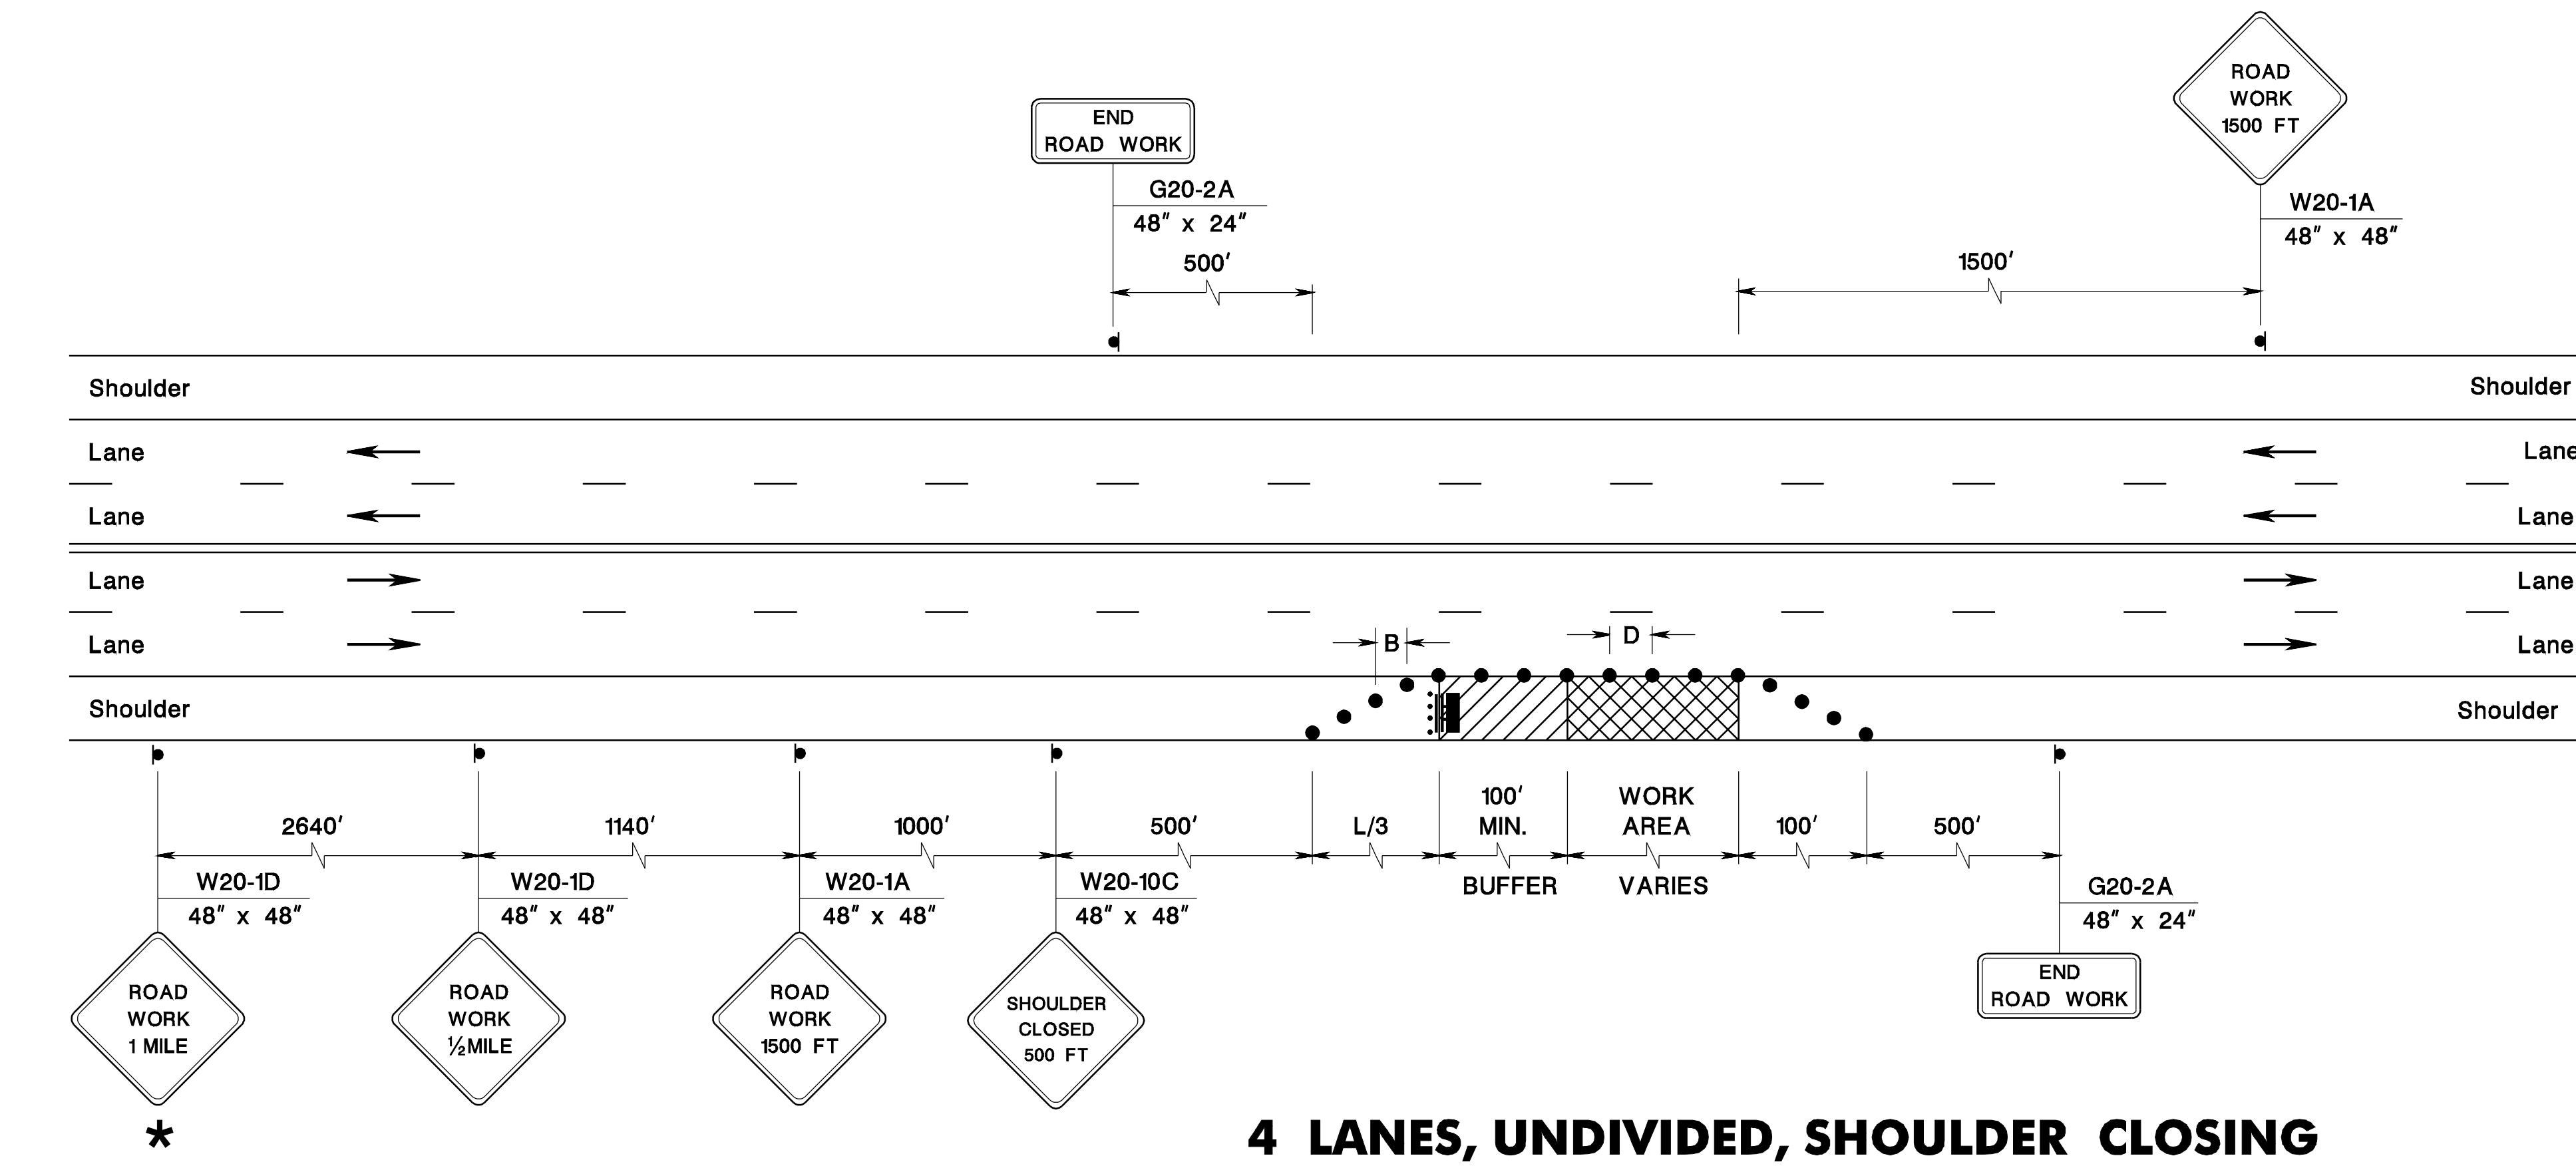 ROAD
WORK
1500 FT
END
ROAD WORK
G20-2A
48" x 24"
W20-1A
48" x 48"
500'
1500'
Shoulder
Shoulder
Lane
Lane
Lane
Lane
Lane
Lane
B
D
Lane
Lane
Shoulder
Shoulder
2640'
1140'
1000'
500'
L/3
100'
MIN.
BUFFER
WORK
AREA
VARIES
100'
500'
W20-1D
48" x 48"
W20-1D
48" x 48"
W20-1A
48" x 48"
W20-10C
48" x 48"
G20-2A
48" x 24"
ROAD
WORK
1 MILE
ROAD
WORK
½ MILE
ROAD
WORK
1500 FT
SHOULDER
CLOSED
500 FT
END
ROAD WORK
*
4 LANES, UNDIVIDED, SHOULDER CLOSING